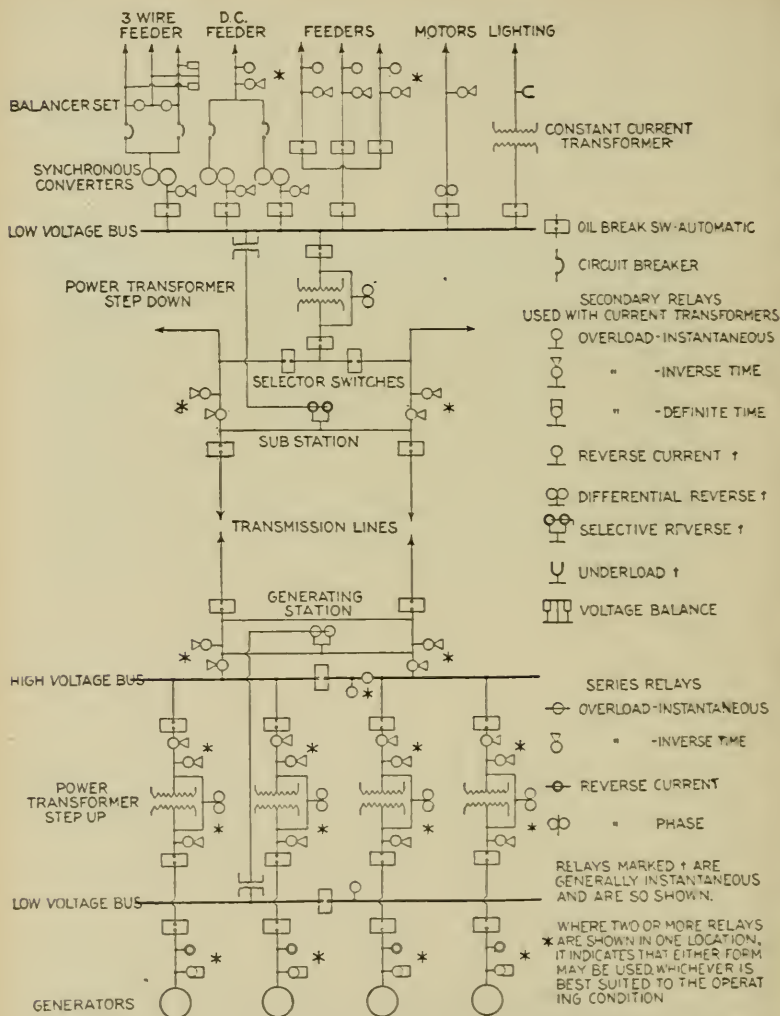 3 WIRE FEEDER
D.C. FEEDER
FEEDERS
MOTORS
LIGHTING
BALANCER SET
CONSTANT CURRENT
TRANSFORMER
SYNCHRONOUS
CONVERTERS
LOW VOLTAGE BUS
OIL BREAK SW-AUTOMATIC
CIRCUIT BREAKER
POWER TRANSFORMER
STEP DOWN
SECONDARY RELAYS
USED WITH CURRENT TRANSFORMERS
OVERLOAD-INSTANTANEOUS
" -INVERSE TIME
" -DEFINITE TIME
REVERSE CURRENT †
DIFFERENTIAL REVERSE †
SELECTIVE REVERSE †
UNDERLOAD †
VOLTAGE BALANCE
SELECTOR SWITCHES
SUB STATION
TRANSMISSION LINES
GENERATING
STATION
HIGH VOLTAGE BUS
SERIES RELAYS
OVERLOAD-INSTANTANEOUS
" -INVERSE TIME
REVERSE CURRENT
" PHASE
POWER
TRANSFORMER
STEP UP
LOW VOLTAGE BUS
RELAYS MARKED † ARE
GENERALLY INSTANTANEOUS
AND ARE SO SHOWN.
WHERE TWO OR MORE RELAYS
* ARE SHOWN IN ONE LOCATION,
IT INDICATES THAT EITHER FORM
MAY BE USED, WHICHEVER IS
BEST SUITED TO THE OPERAT
ING CONDITION
GENERATORS